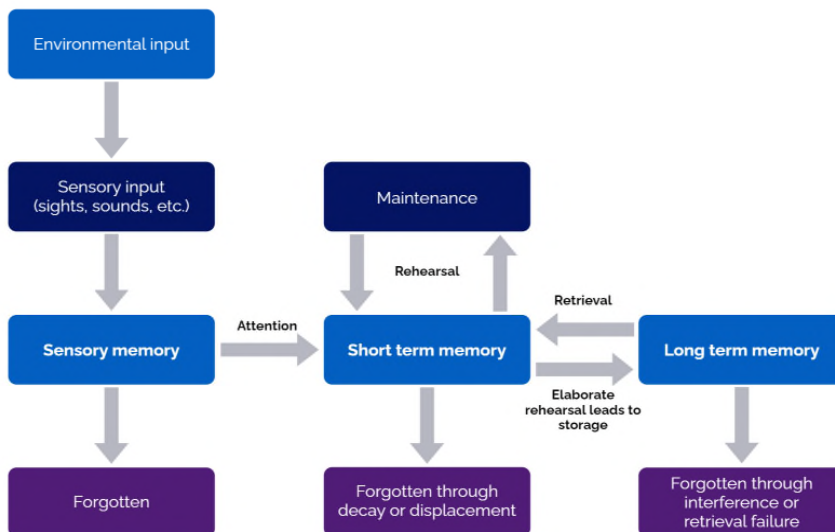 Environmental input
Sensory input
(sights, sounds, etc.)
Maintenance
Rehearsal
Retrieval
Attention
Sensory memory
Short term memory
Long term memory
Elaborate
rehearsal leads to
storage
Forgotten
Forgotten through
decay or displacement
Forgotten through
interference or
retrieval failure